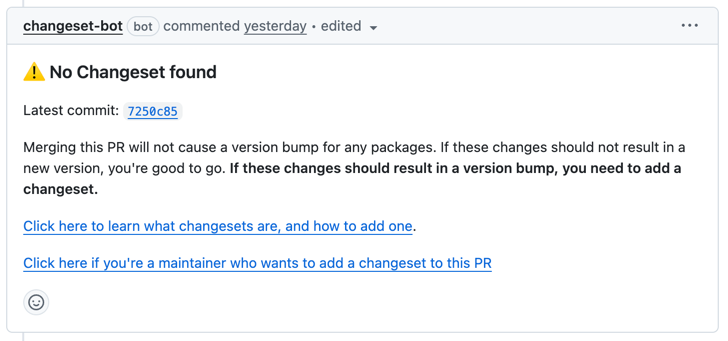 changeset-bot bot commented yesterday • edited
No Changeset found
Latest commit: 7250c85
Merging this PR will not cause a version bump for any packages. If these changes should not result in a
new version, you're good to go. If these changes should result in a version bump, you need to add a
changeset.
Click here to learn what changesets are, and how to add one.
Click here if you're a maintainer who wants to add a changeset to this PR